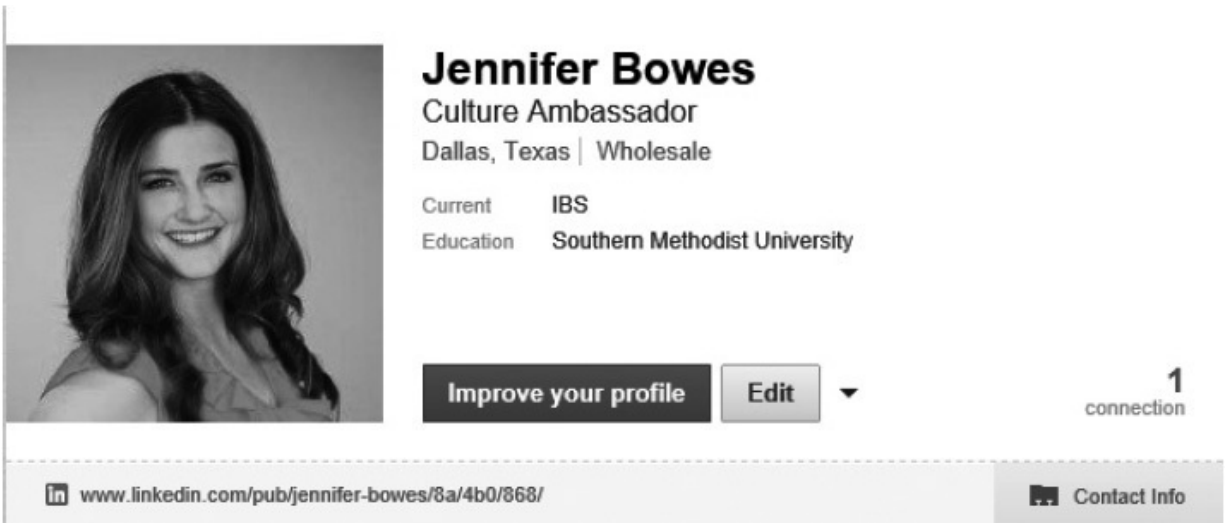 Jennifer Bowes
Culture Ambassador
Dallas, Texas | Wholesale
Current IBS
Education Southern Methodist University
Improve your profile Edit
1
connection
in www.linkedin.com/pub/jennifer-bowes/8a/4b0/868/
Contact Info